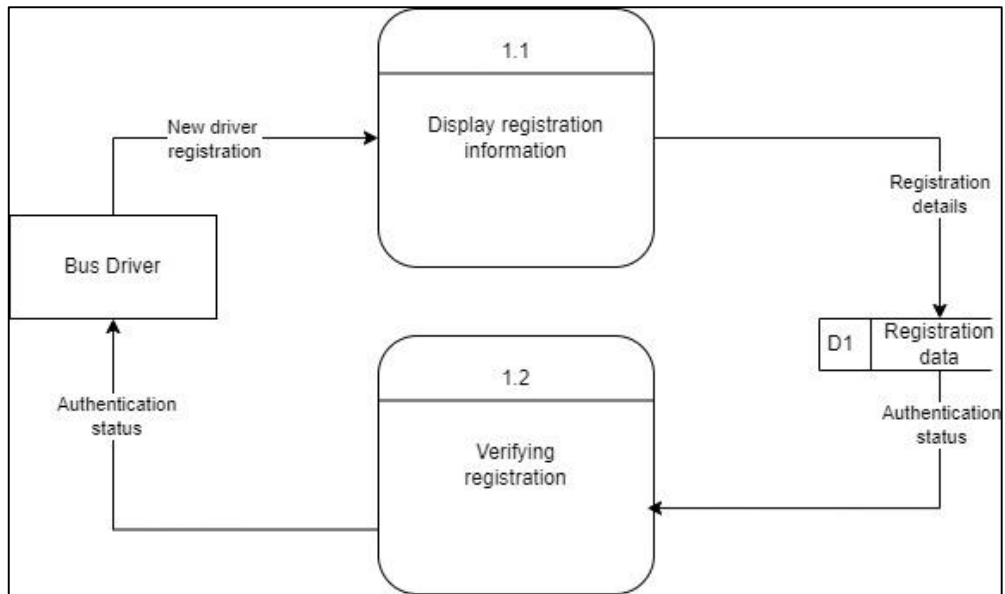 1.1
Display registration
information
New driver
registration
Registration
details
Bus Driver
D1
Registration
data
1.2
Verifying
registration
Authentication
status
Authentication
status